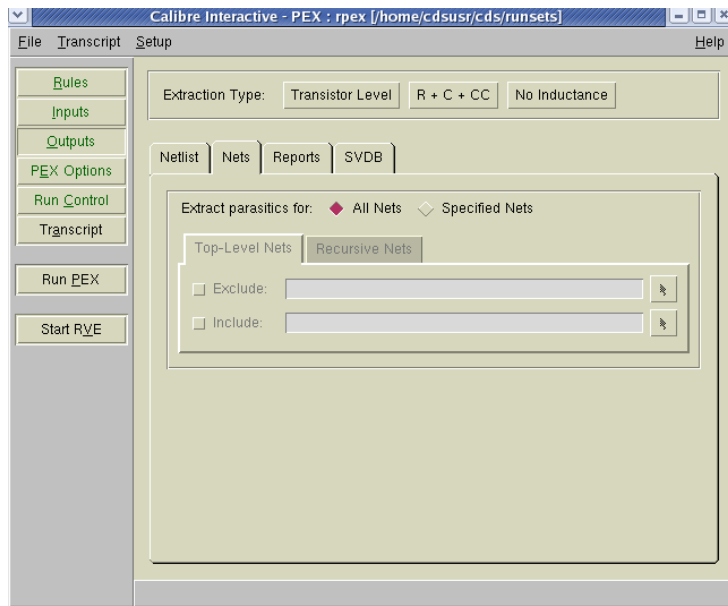 Calibre Interactive - PEX : rpex [/home/cdsusr/cds/runsets]
File Transcript Setup Help
Rules
Inputs
Outputs
PEX Options
Run Control
Transcript
Run PEX
Start RVE
Extraction Type: Transistor Level R + C + CC No Inductance
Netlist Nets Reports SVDB
Extract parasitics for: All Nets Specified Nets
Top-Level Nets Recursive Nets
Exclude:
Include: